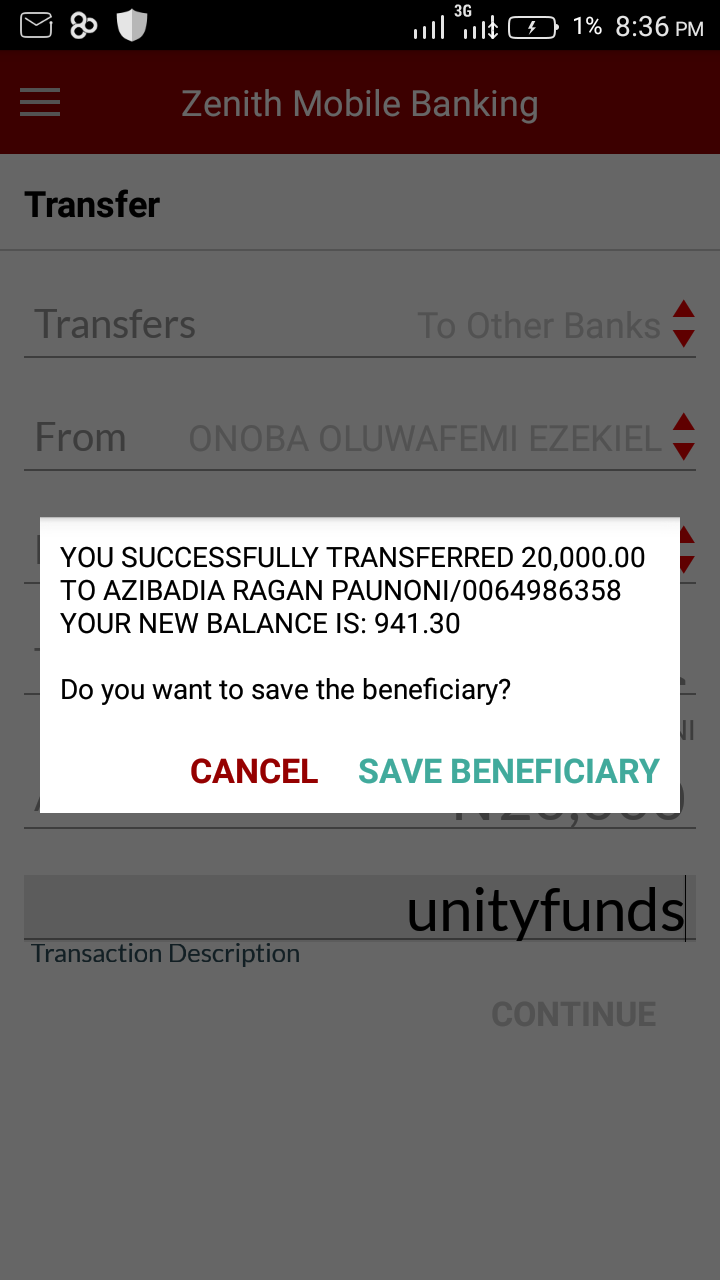 3G 1% 8:36 PM
Zenith Mobile Banking
Transfer
Transfers To Other Banks
From ONOBA OLUWAFEMI EZEKIEL
YOU SUCCESSFULLY TRANSFERRED 20,000.00
TO AZIBADIA RAGAN PAUNONI/0064986358
YOUR NEW BALANCE IS: 941.30
Do you want to save the beneficiary?
CANCEL SAVE BENEFICIARY
unityfunds
Transaction Description
CONTINUE